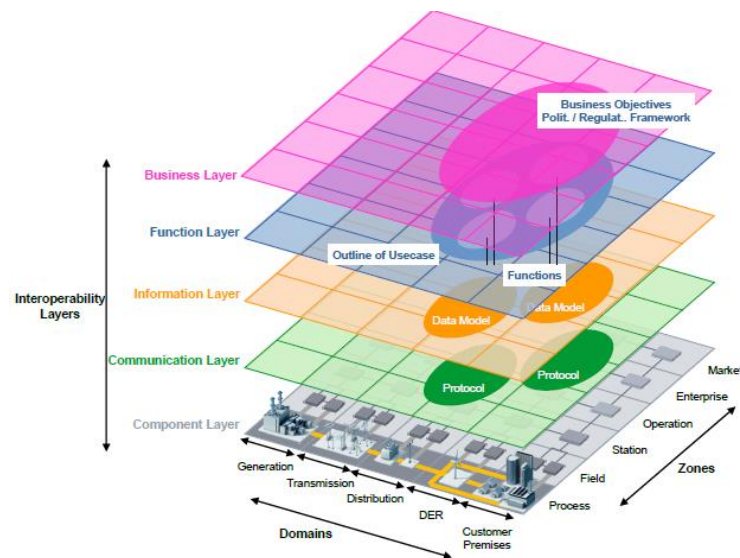 Business Objectives
Polit. / Regulat.. Framework
Business Layer
Function Layer
Outline of Usecase
Functions
Interoperability
Layers
Information Layer
Data Model
Data Model
Communication Layer
Protocol
Protocol
Component Layer
Market
Enterprise
Operation
Station
Field
Process
Zones
Generation
Transmission
Distribution
DER
Customer
Premises
Domains